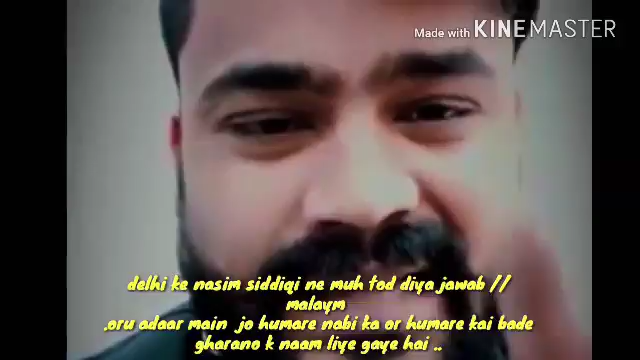 Made with KINEMASTER
delhi ke nasim siddiqi ne muh tod diya jawab //
malaym
.oru adaar main jo humare nabi ka or humare kai bade
gharano k naam liye gaye hai ..